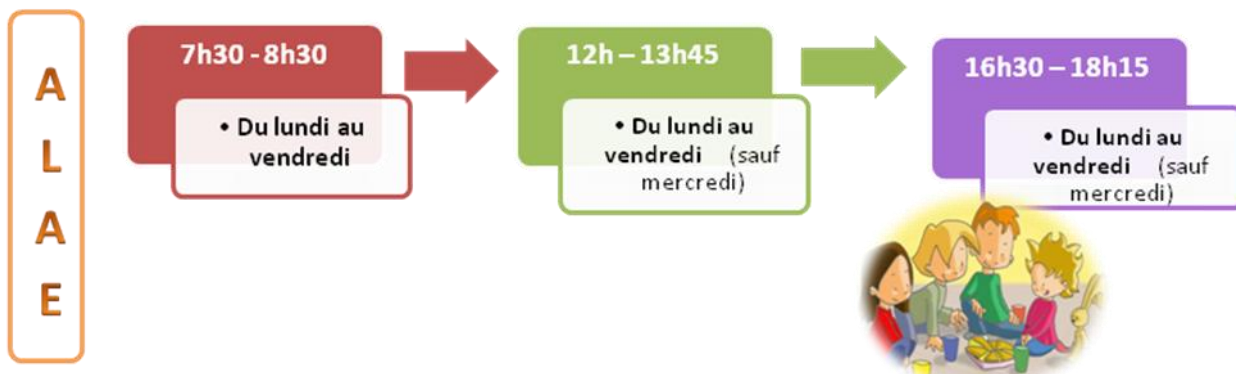 A
L
A
E
7h30 - 8h30
• Du lundi au
vendredi
12h – 13h45
• Du lundi au
vendredi (sauf
mercredi)
16h30 – 18h15
• Du lundi au
vendredi (sauf
mercredi)